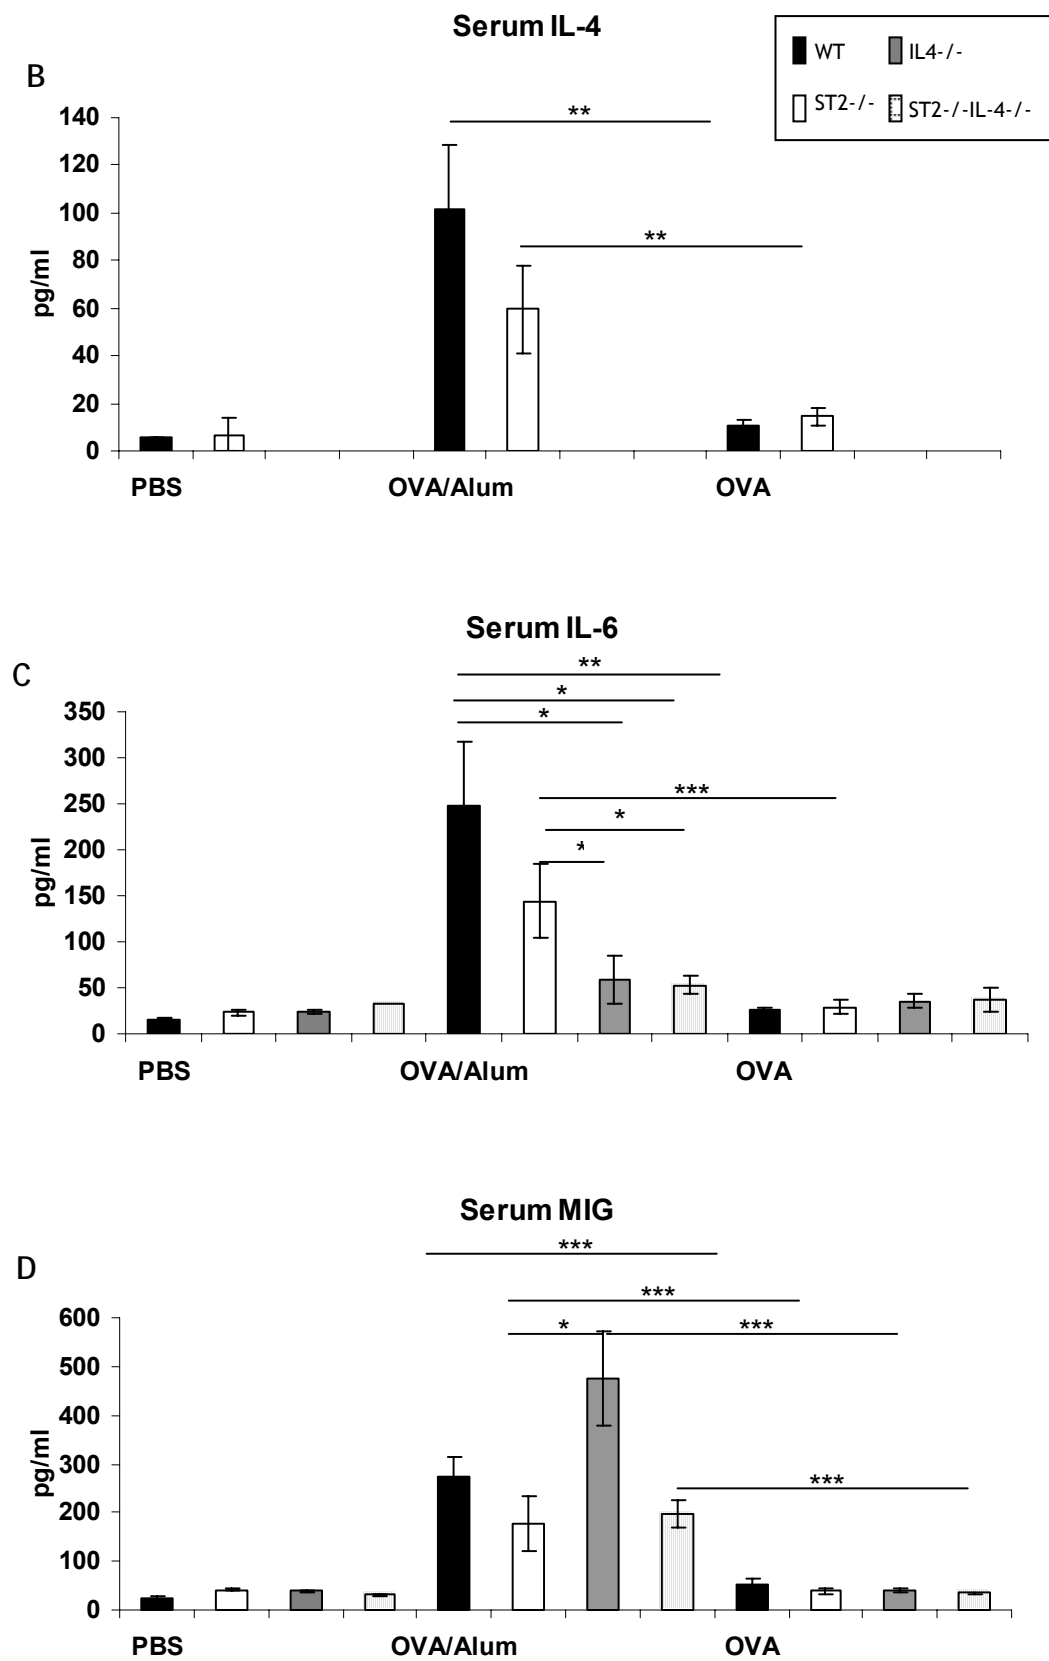 Serum IL-4
WT IL4-/-
ST2-/- ST2-/-IL-4-/-
B
**
**
pg/ml
140
120
100
80
60
40
20
0
PBS OVA/Alum OVA
Serum IL-6
C
**
*
*
***
*
*
pg/ml
350
300
250
200
150
100
50
0
PBS OVA/Alum OVA
Serum MIG
D
***
***
* ***
***
pg/ml
600
500
400
300
200
100
0
PBS OVA/Alum OVA